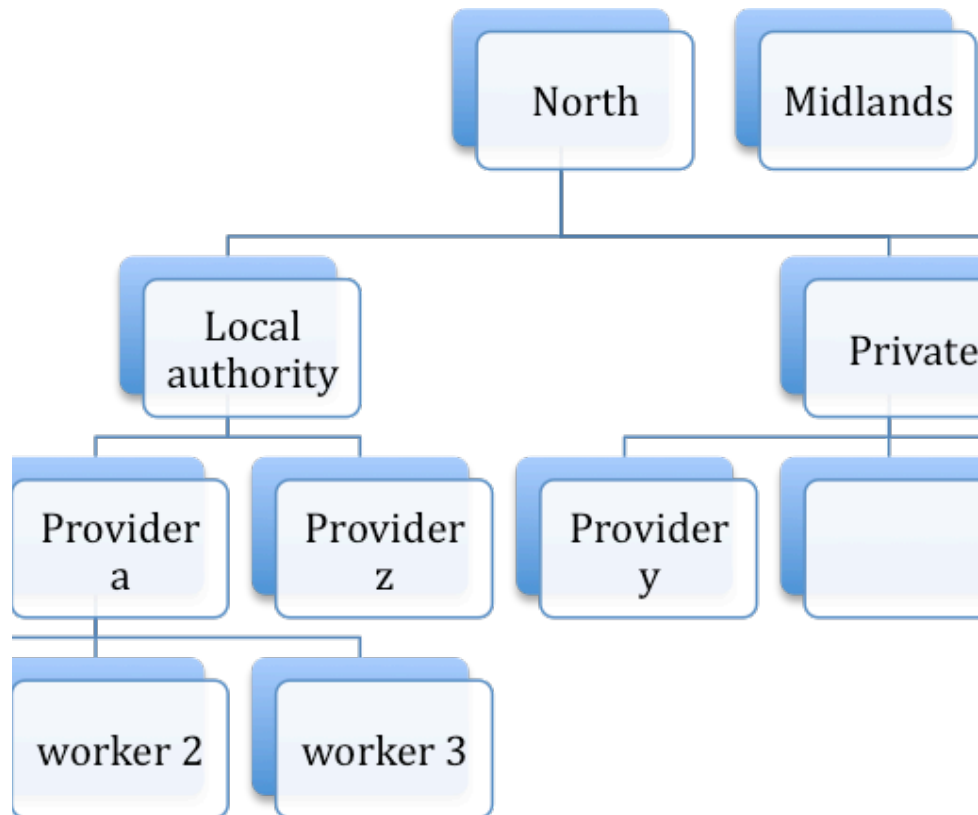 North
Midlands
Local
authority
Private
Provider
a
Provider
z
Provider
y
worker 2
worker 3